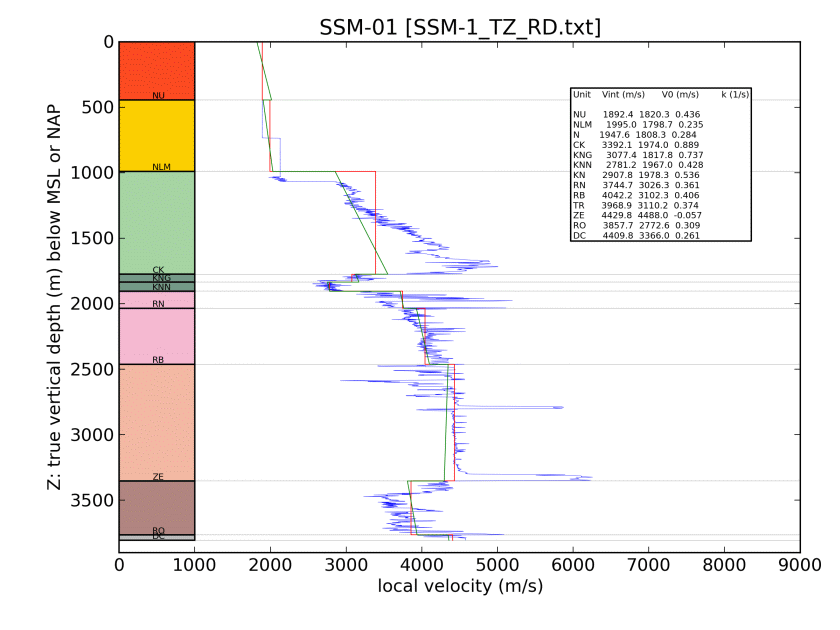 SSM-01 [SSM-1_TZ_RD.txt]
Z: true vertical depth (m) below MSL or NAP
0
500
1000
1500
2000
2500
3000
3500
NU
NLM
CK
KNG
KNN
RN
RB
ZE
RO
DC
Unit Vint (m/s) V0 (m/s) k (1/s)
NU 1892.4 1820.3 0.436
NLM 1995.0 1798.7 0.235
N 1947.6 1808.3 0.284
CK 3392.1 1974.0 0.889
KNG 3077.4 1817.8 0.737
KNN 2781.2 1967.0 0.428
KN 2907.8 1978.3 0.536
RN 3744.7 3026.3 0.361
RB 4042.2 3102.3 0.406
TR 3968.9 3110.2 0.374
ZE 4429.8 4488.0 -0.057
RO 3857.7 2772.6 0.309
DC 4409.8 3366.0 0.261
0 1000 2000 3000 4000 5000 6000 7000 8000 9000
local velocity (m/s)